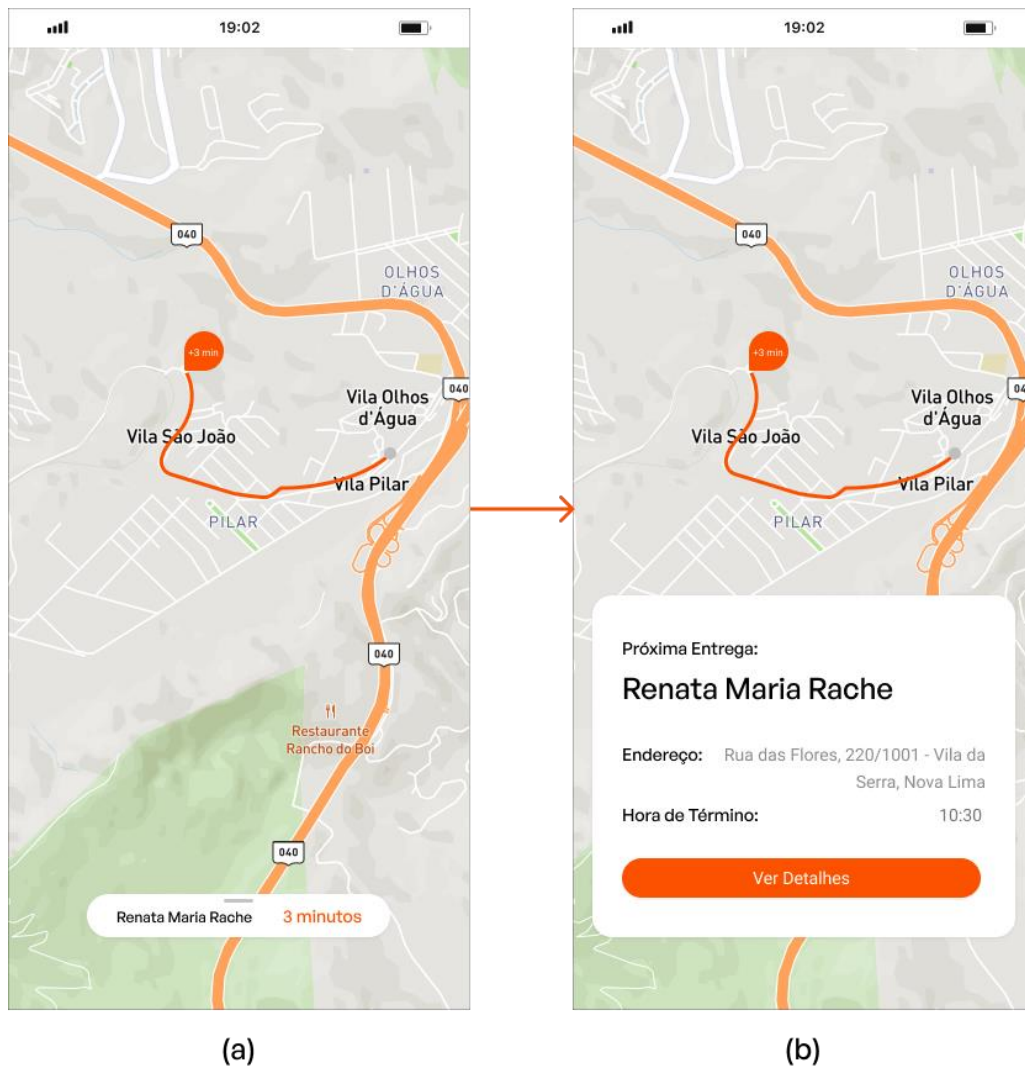 19:02
040
OLHOS
D'ÁGUA
+3 min
040
Vila Olhos
d'Água
Vila São João
Vila Pilar
PILAR
040
Restaurante
Rancho do Boi
040
Renata Maria Rache 3 minutos
(a)
19:02
040
OLHOS
D'ÁGUA
+3 min
04
Vila Olhos
d'Água
Vila São João
Vila Pilar
PILAR
Próxima Entrega:
Renata Maria Rache
Endereço: Rua das Flores, 220/1001 - Vila da
Serra, Nova Lima
Hora de Término: 10:30
Ver Detalhes
(b)